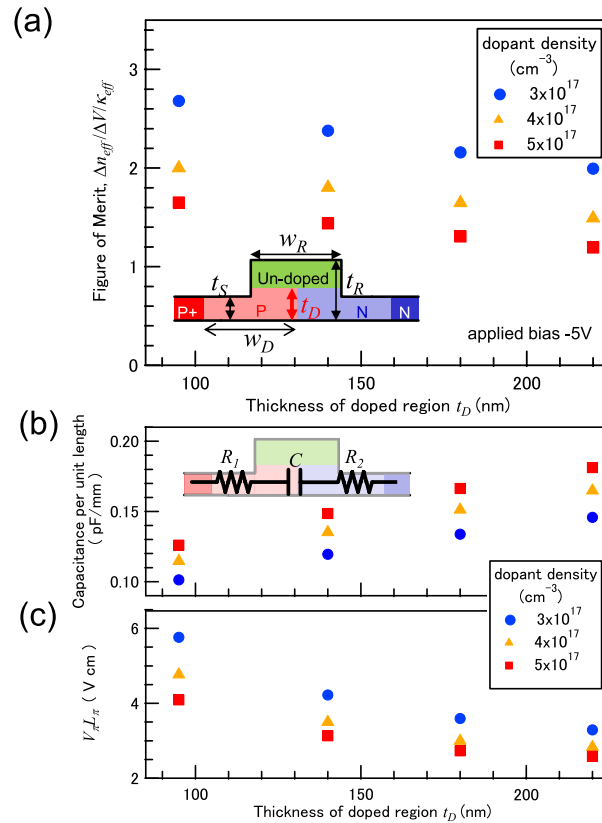 (a)
Figure of Merit, Δn_eff/ΔV/κ_eff
4
3
2
1
0
dopant density
(cm⁻³)
3x10¹⁷
4x10¹⁷
5x10¹⁷
w_R
t_S
Un-doped
t_R
P+
P
t_D
N
N
w_D
applied bias -5V
100
150
200
Thickness of doped region t_D (nm)
(b)
Capacitance per unit length
(pF/mm)
0.20
0.15
0.10
R_1
C
R_2
dopant density
(cm⁻³)
3x10¹⁷
4x10¹⁷
5x10¹⁷
(c)
V_πL_π (V cm)
6
4
2
100
150
200
Thickness of doped region t_D (nm)